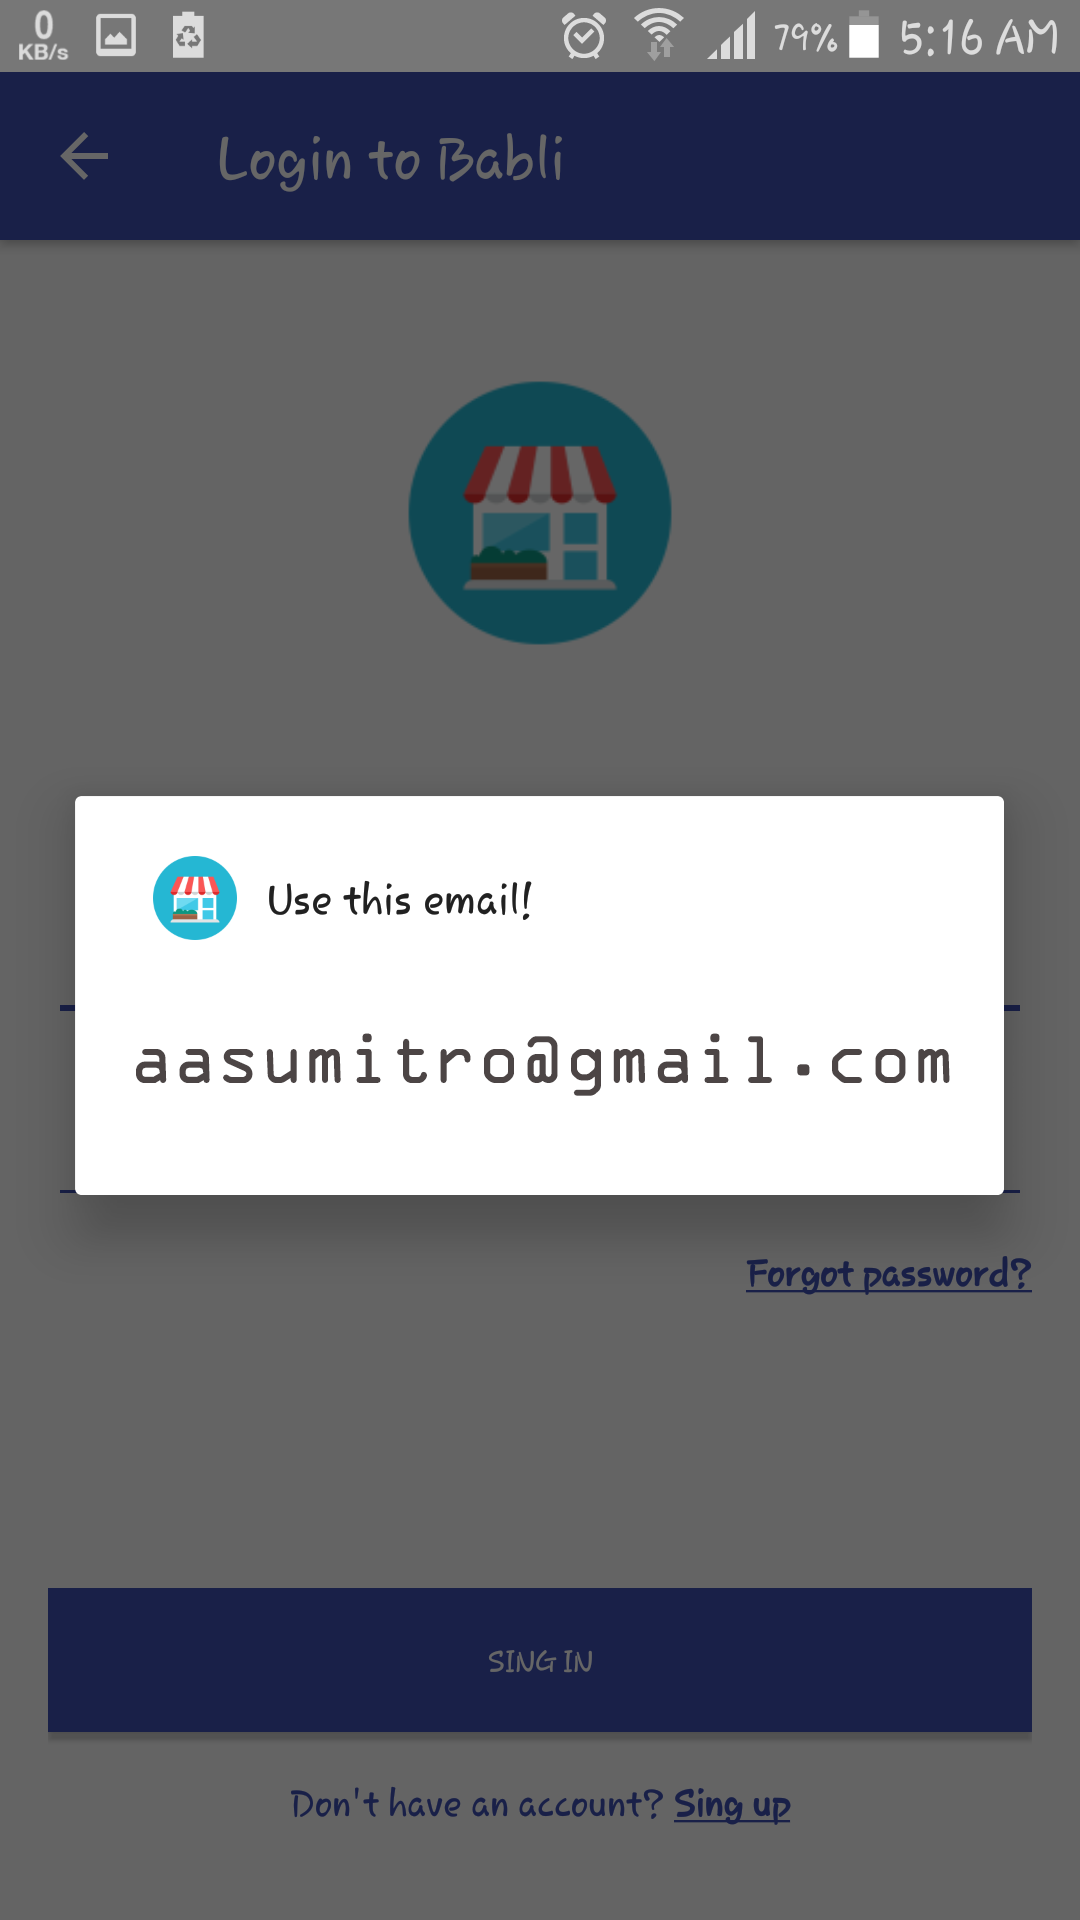 0
KB/s
79%
5:16 AM
Login to Babli
Use this email!
aasumitro@gmail.com
Forgot password?
SING IN
Don't have an account? Sing up